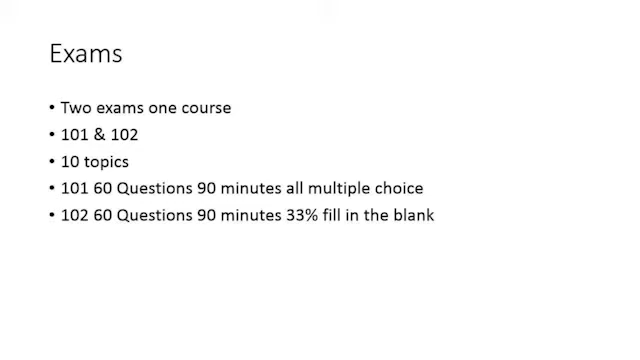 Exams
• Two exams one course
• 101 & 102
• 10 topics
• 101 60 Questions 90 minutes all multiple choice
• 102 60 Questions 90 minutes 33% fill in the blank